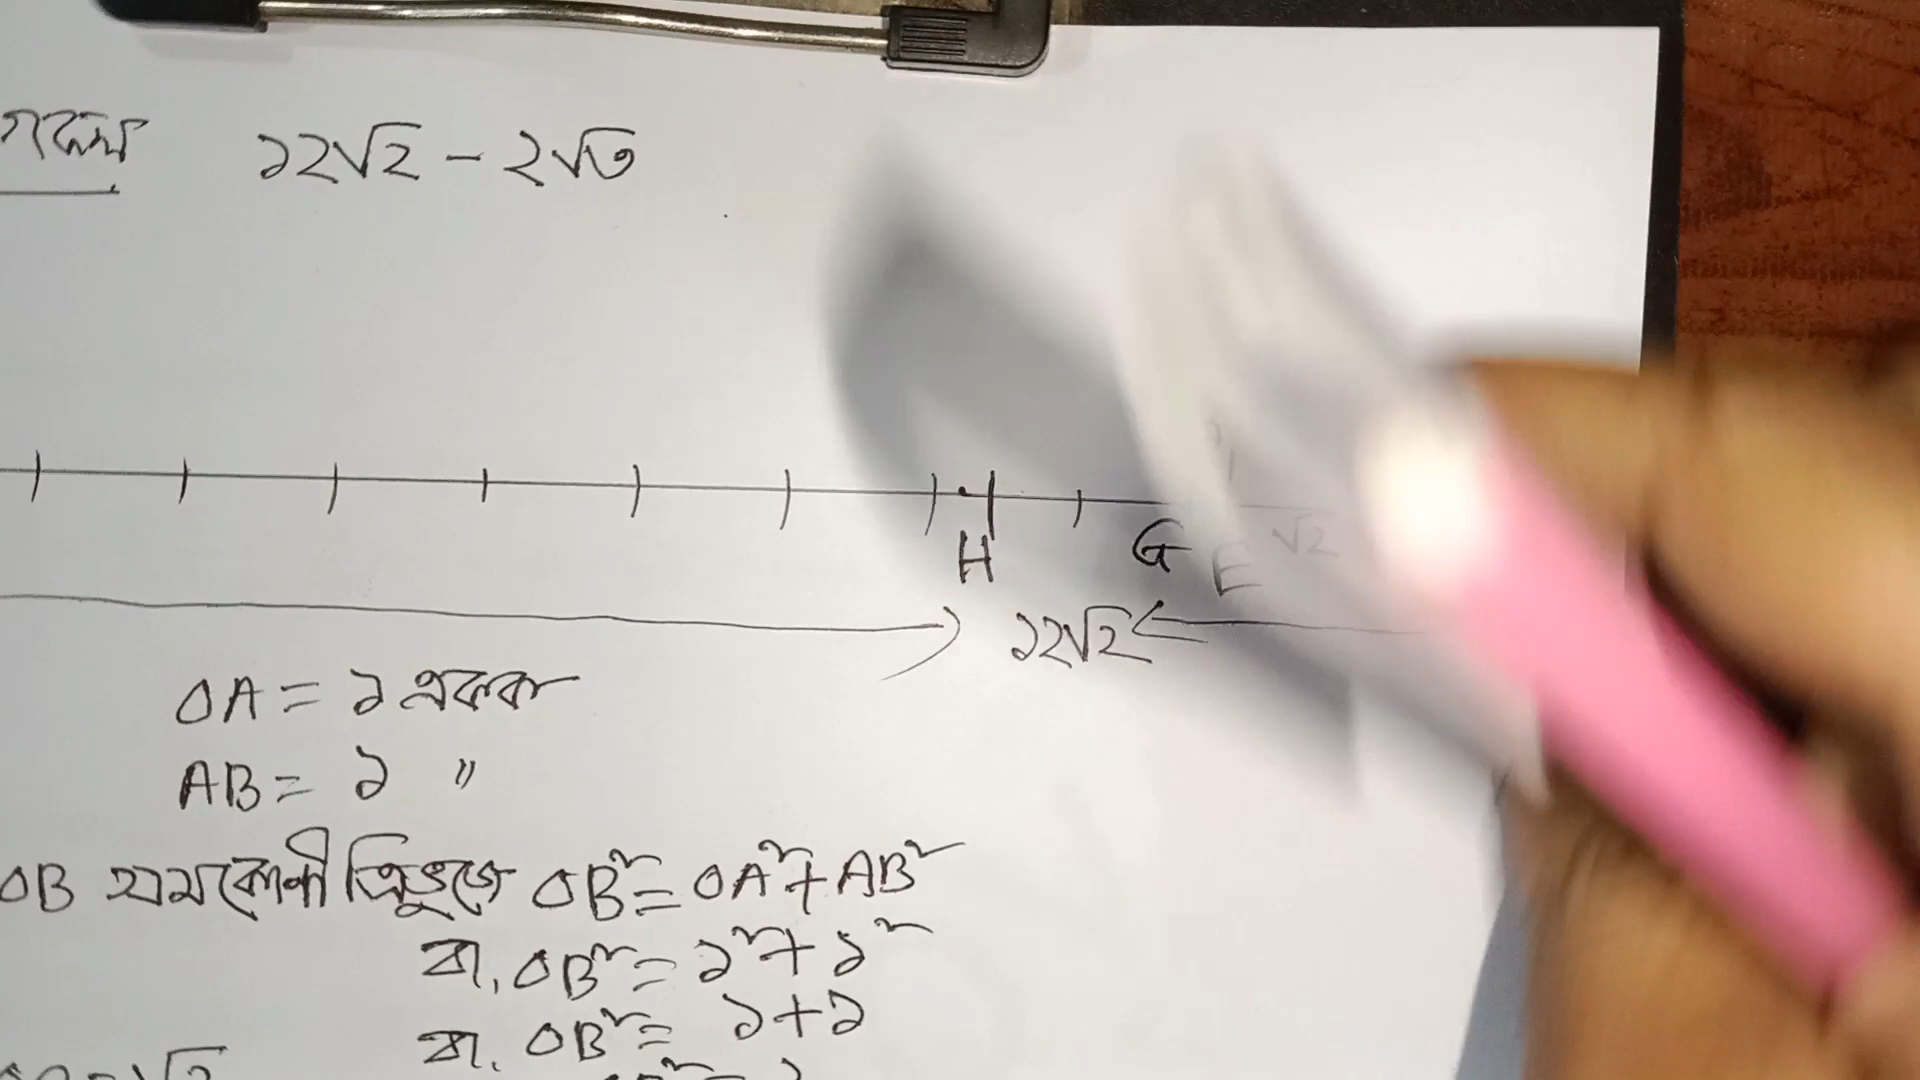 ১২√২ - ২√৩
H G E √২
১২√২
OA = ১ একক
AB = ১ "
OB সমকোণী ত্রিভুজে OB² = OA² + AB²
বা, OB² = ১² + ১²
বা, OB² = ১+১